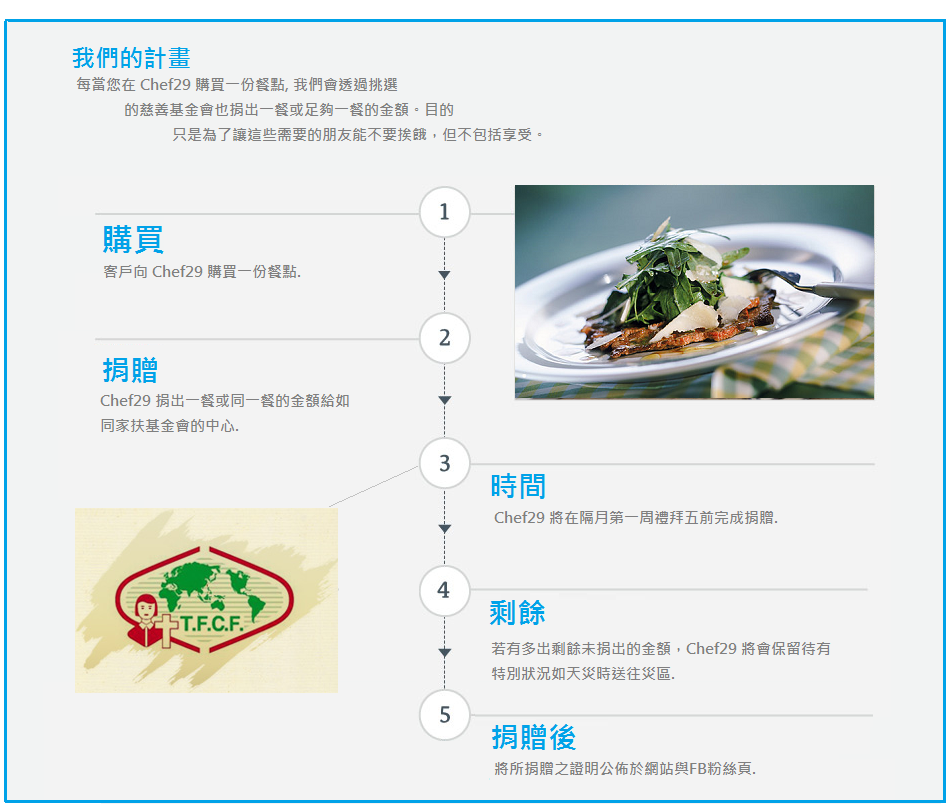 我們的計畫
每當您在 Chef29 購買一份餐點, 我們會透過挑選
的慈善基金會也捐出一餐或足夠一餐的金額。目的
只是為了讓這些需要的朋友能不要挨餓，但不包括享受。
1
購買
客戶向 Chef29 購買一份餐點.
2
捐贈
Chef29 捐出一餐或同一餐的金額給如
同家扶基金會的中心.
3
時間
Chef29 將在隔月第一周禮拜五前完成捐贈.
T.F.C.F.
4
剩餘
若有多出剩餘未捐出的金額，Chef29 將會保留待有
特別狀況如天災時送往災區.
5
捐贈後
將所捐贈之證明公佈於網站與FB粉絲頁.